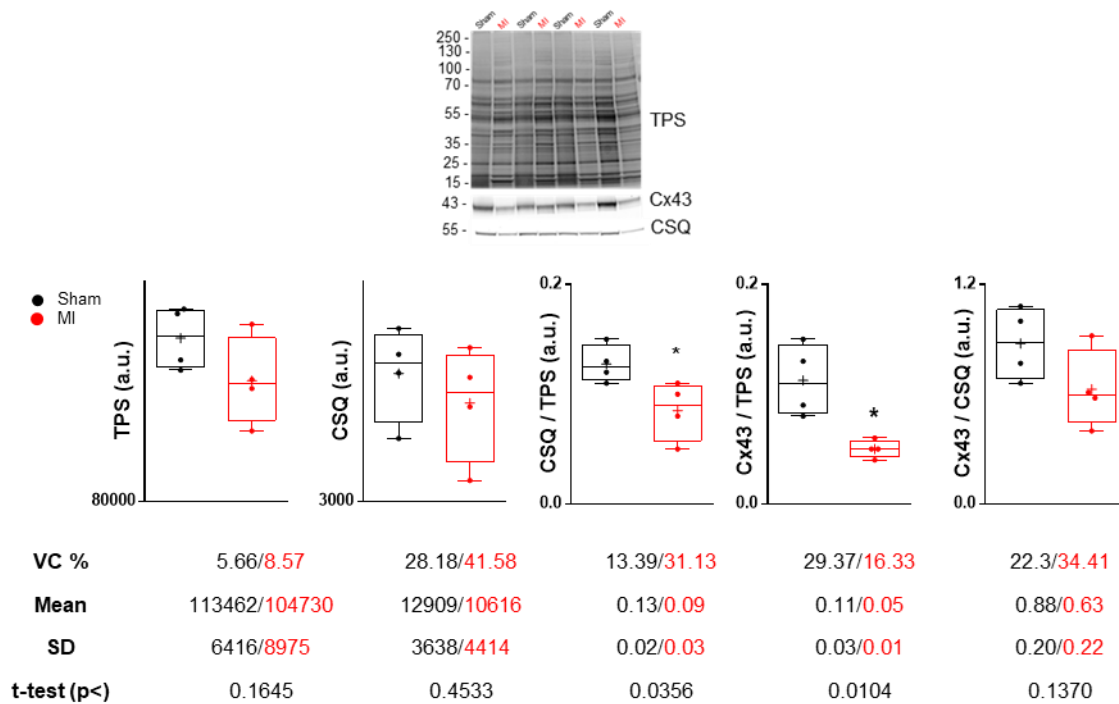 Sham MI Sham MI Sham MI Sham MI
250 -
130 -
100 -
70 -
55 -
35 -
25 -
15 -
TPS
43 -
Cx43
55 -
CSQ
Sham
MI
TPS (a.u.)
80000
CSQ (a.u.)
3000
CSQ / TPS (a.u.)
0.2
0.0
*
Cx43 / TPS (a.u.)
0.2
0.0
*
Cx43 / CSQ (a.u.)
1.2
0.0
VC % 5.66/8.57 28.18/41.58 13.39/31.13 29.37/16.33 22.3/34.41
Mean 113462/104730 12909/10616 0.13/0.09 0.11/0.05 0.88/0.63
SD 6416/8975 3638/4414 0.02/0.03 0.03/0.01 0.20/0.22
t-test (p<) 0.1645 0.4533 0.0356 0.0104 0.1370